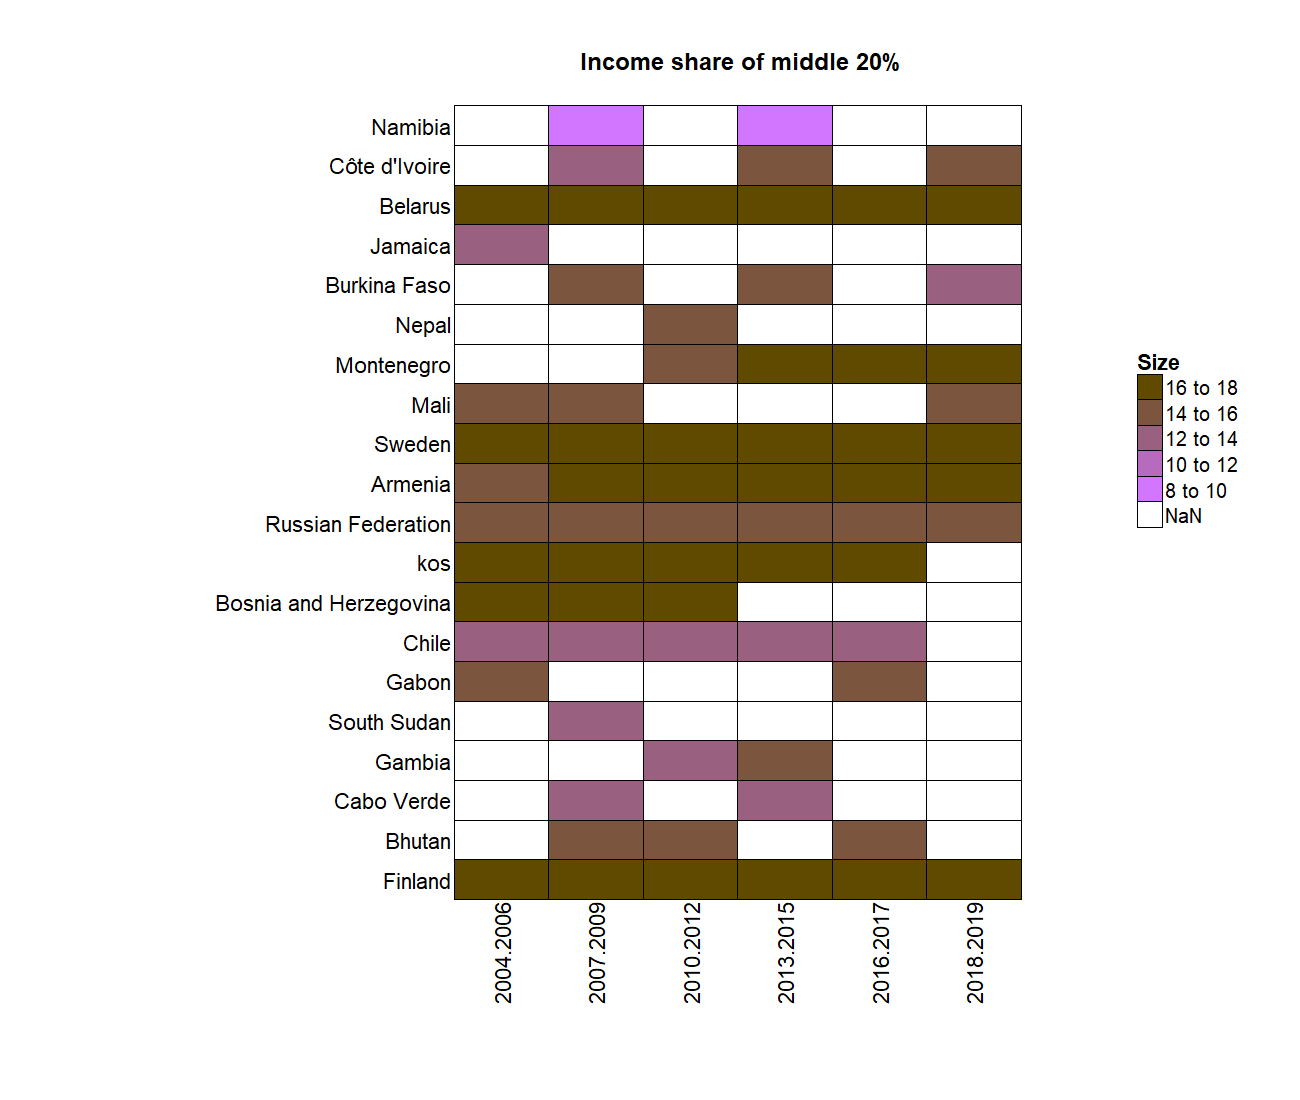 Income share of middle 20%
Namibia
Côte d'Ivoire
Belarus
Jamaica
Burkina Faso
Nepal
Montenegro
Mali
Sweden
Armenia
Russian Federation
kos
Bosnia and Herzegovina
Chile
Gabon
South Sudan
Gambia
Cabo Verde
Bhutan
Finland
2004.2006
2007.2009
2010.2012
2013.2015
2016.2017
2018.2019
Size
16 to 18
14 to 16
12 to 14
10 to 12
8 to 10
NaN